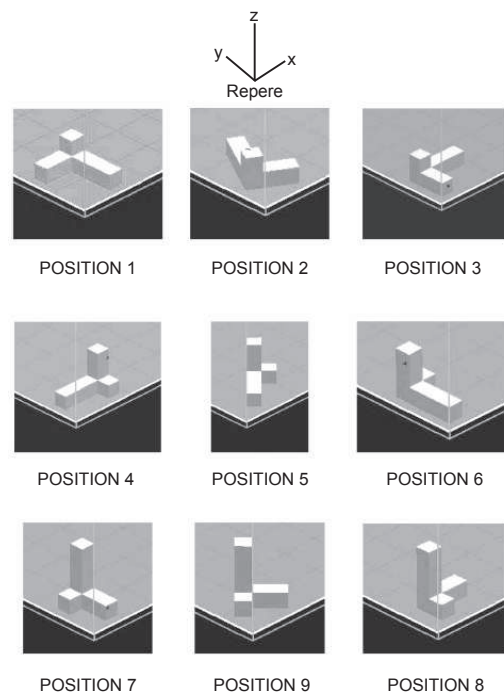 z
y
x
Repere
POSITION 1
POSITION 2
POSITION 3
POSITION 4
POSITION 5
POSITION 6
POSITION 7
POSITION 9
POSITION 8